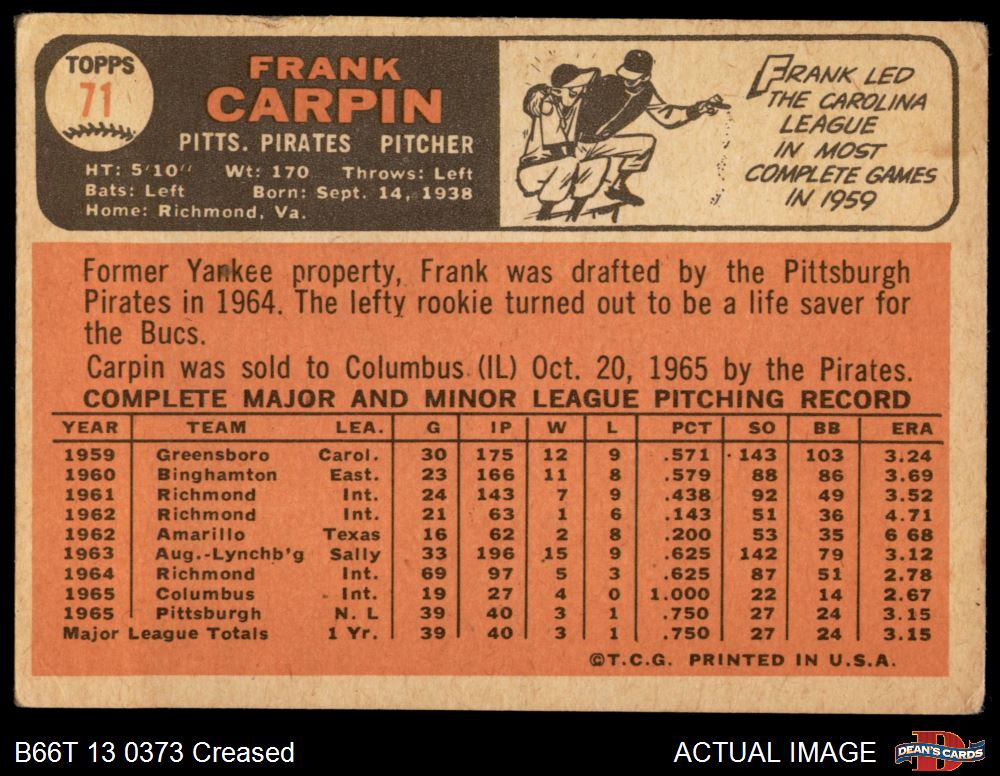 TOPPS
71
FRANK
CARPIN
PITTS. PIRATES PITCHER
HT: 5'10" Wt: 170 Throws: Left
Bats: Left Born: Sept. 14, 1938
Home: Richmond, Va.
FRANK LED
THE CAROLINA
LEAGUE
IN MOST
COMPLETE GAMES
IN 1959
Former Yankee property, Frank was drafted by the Pittsburgh
Pirates in 1964. The lefty rookie turned out to be a life saver for
the Bucs.
Carpin was sold to Columbus (IL) Oct. 20, 1965 by the Pirates.
COMPLETE MAJOR AND MINOR LEAGUE PITCHING RECORD
YEAR TEAM LEA. G IP W L PCT SO BB ERA
1959 Greensboro Carol. 30 175 12 9 .571 143 103 3.24
1960 Binghamton East. 23 166 11 8 .579 88 86 3.69
1961 Richmond Int. 24 143 7 9 .438 92 49 3.52
1962 Richmond Int. 21 63 1 6 .143 51 36 4.71
1962 Amarillo Texas 16 62 2 8 .200 53 35 6 68
1963 Aug.-Lynchb'g Sally 33 196 15 9 .625 142 79 3.12
1964 Richmond Int. 69 97 5 3 .625 87 51 2.78
1965 Columbus Int. 19 27 4 0 1.000 22 14 2.67
1965 Pittsburgh N. L 39 40 3 1 .750 27 24 3.15
Major League Totals 1 Yr. 39 40 3 1 .750 27 24 3.15
©T.C.G. PRINTED IN U.S.A.
B66T 13 0373 Creased
ACTUAL IMAGE
DEAN'S CARDS